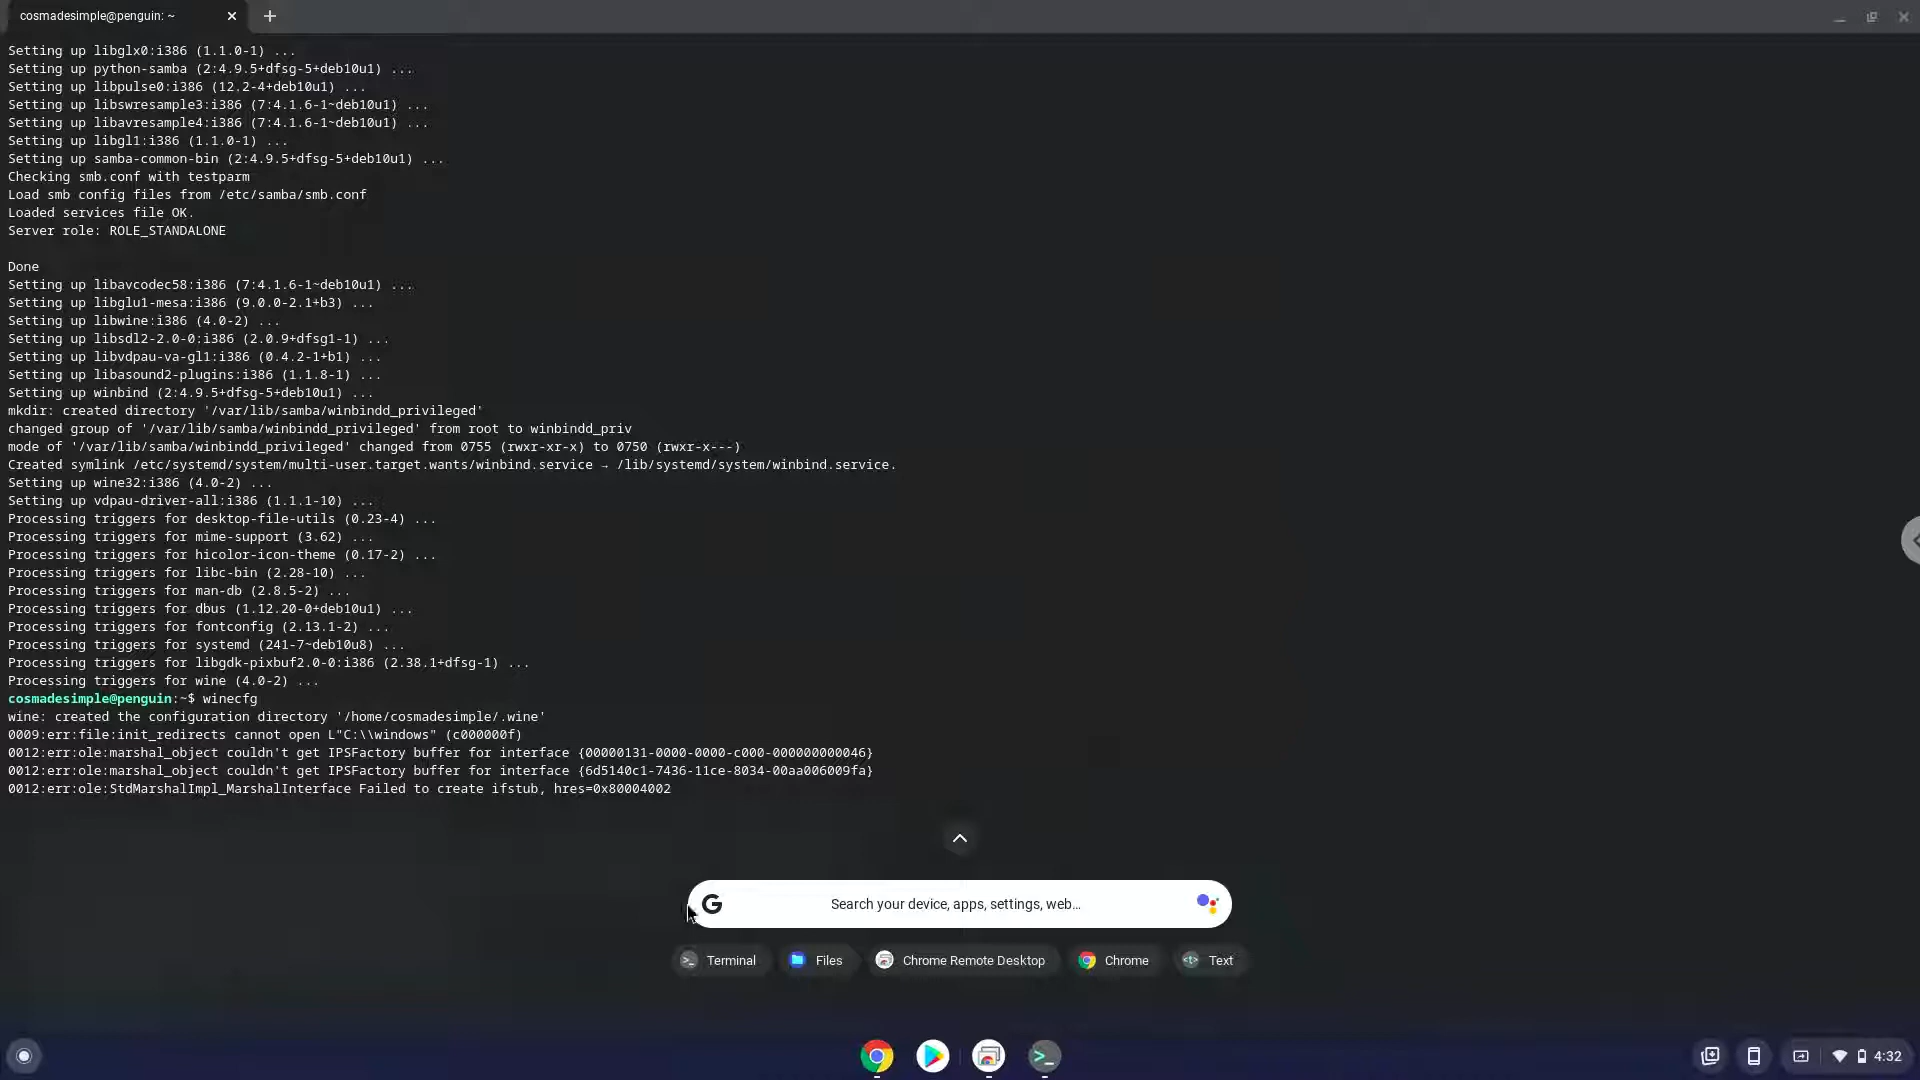 cosmadesimple@penguin: ~
Setting up libglx0:i386 (1.1.0-1) ...
Setting up python-samba (2:4.9.5+dfsg-5+deb10u1) ...
Setting up libpulse0:i386 (12.2-4+deb10u1) ...
Setting up libswresample3:i386 (7:4.1.6-1~deb10u1) ...
Setting up libavresample4:i386 (7:4.1.6-1~deb10u1) ...
Setting up libgl1:i386 (1.1.0-1) ...
Setting up samba-common-bin (2:4.9.5+dfsg-5+deb10u1) ...
Checking smb.conf with testparm
Load smb config files from /etc/samba/smb.conf
Loaded services file OK.
Server role: ROLE_STANDALONE
Done
Setting up libavcodec58:i386 (7:4.1.6-1~deb10u1) ...
Setting up libglu1-mesa:i386 (9.0.0-2.1+b3) ...
Setting up libwine:i386 (4.0-2) ...
Setting up libsdl2-2.0-0:i386 (2.0.9+dfsg1-1) ...
Setting up libvdpau-va-gl1:i386 (0.4.2-1+b1) ...
Setting up libasound2-plugins:i386 (1.1.8-1) ...
Setting up winbind (2:4.9.5+dfsg-5+deb10u1) ...
mkdir: created directory '/var/lib/samba/winbindd_privileged'
changed group of '/var/lib/samba/winbindd_privileged' from root to winbindd_priv
mode of '/var/lib/samba/winbindd_privileged' changed from 0755 (rwxr-xr-x) to 0750 (rwxr-x---)
Created symlink /etc/systemd/system/multi-user.target.wants/winbind.service → /lib/systemd/system/winbind.service.
Setting up wine32:i386 (4.0-2) ...
Setting up vdpau-driver-all:i386 (1.1.1-10) ...
Processing triggers for desktop-file-utils (0.23-4) ...
Processing triggers for mime-support (3.62) ...
Processing triggers for hicolor-icon-theme (0.17-2) ...
Processing triggers for libc-bin (2.28-10) ...
Processing triggers for man-db (2.8.5-2) ...
Processing triggers for dbus (1.12.20-0+deb10u1) ...
Processing triggers for fontconfig (2.13.1-2) ...
Processing triggers for systemd (241-7~deb10u8) ...
Processing triggers for libgdk-pixbuf2.0-0:i386 (2.38.1+dfsg-1) ...
Processing triggers for wine (4.0-2) ...
cosmadesimple@penguin:~$ winecfg
wine: created the configuration directory '/home/cosmadesimple/.wine'
0009:err:file:init_redirects cannot open L"C:\\windows" (c000000f)
0012:err:ole:marshal_object couldn't get IPSFactory buffer for interface {00000131-0000-0000-c000-000000000046}
0012:err:ole:marshal_object couldn't get IPSFactory buffer for interface {6d5140c1-7436-11ce-8034-00aa006009fa}
0012:err:ole:StdMarshalImpl_MarshalInterface Failed to create ifstub, hres=0x80004002
Search your device, apps, settings, web...
Terminal Files Chrome Remote Desktop Chrome Text
4:32